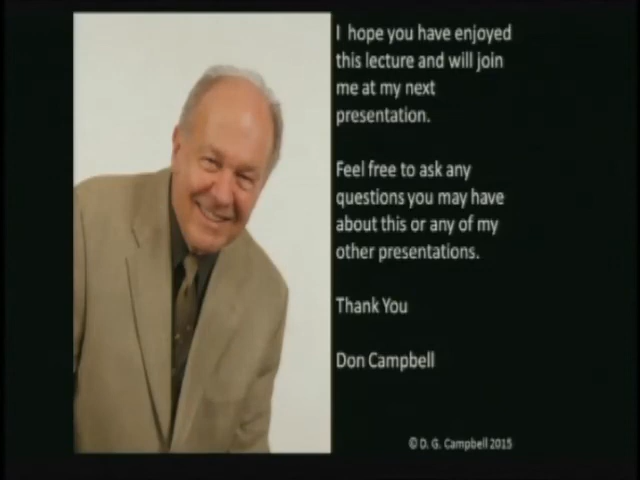 I hope you have enjoyed
this lecture and will join
me at my next
presentation.
Feel free to ask any
questions you may have
about this or any of my
other presentations.
Thank You
Don Campbell
© D. G. Campbell 2015